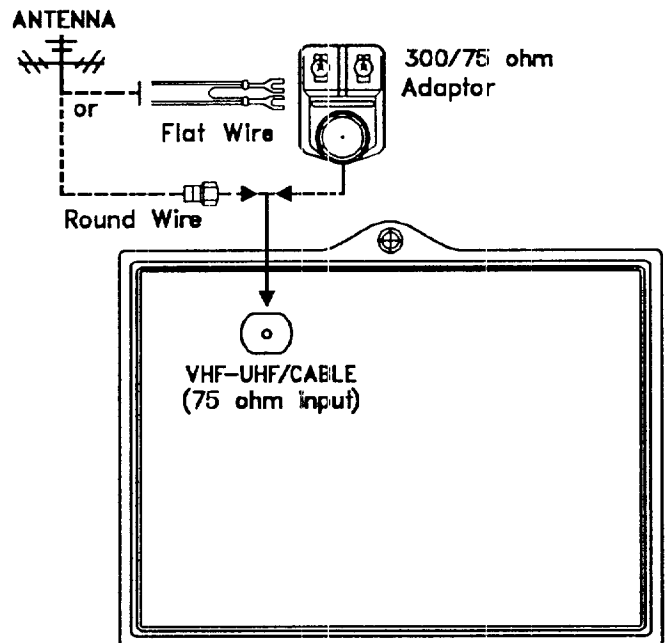 ANTENNA
300/75 ohm
Adaptor
or
Flat Wire
Round Wire
VHF-UHF/CABLE
(75 ohm input)